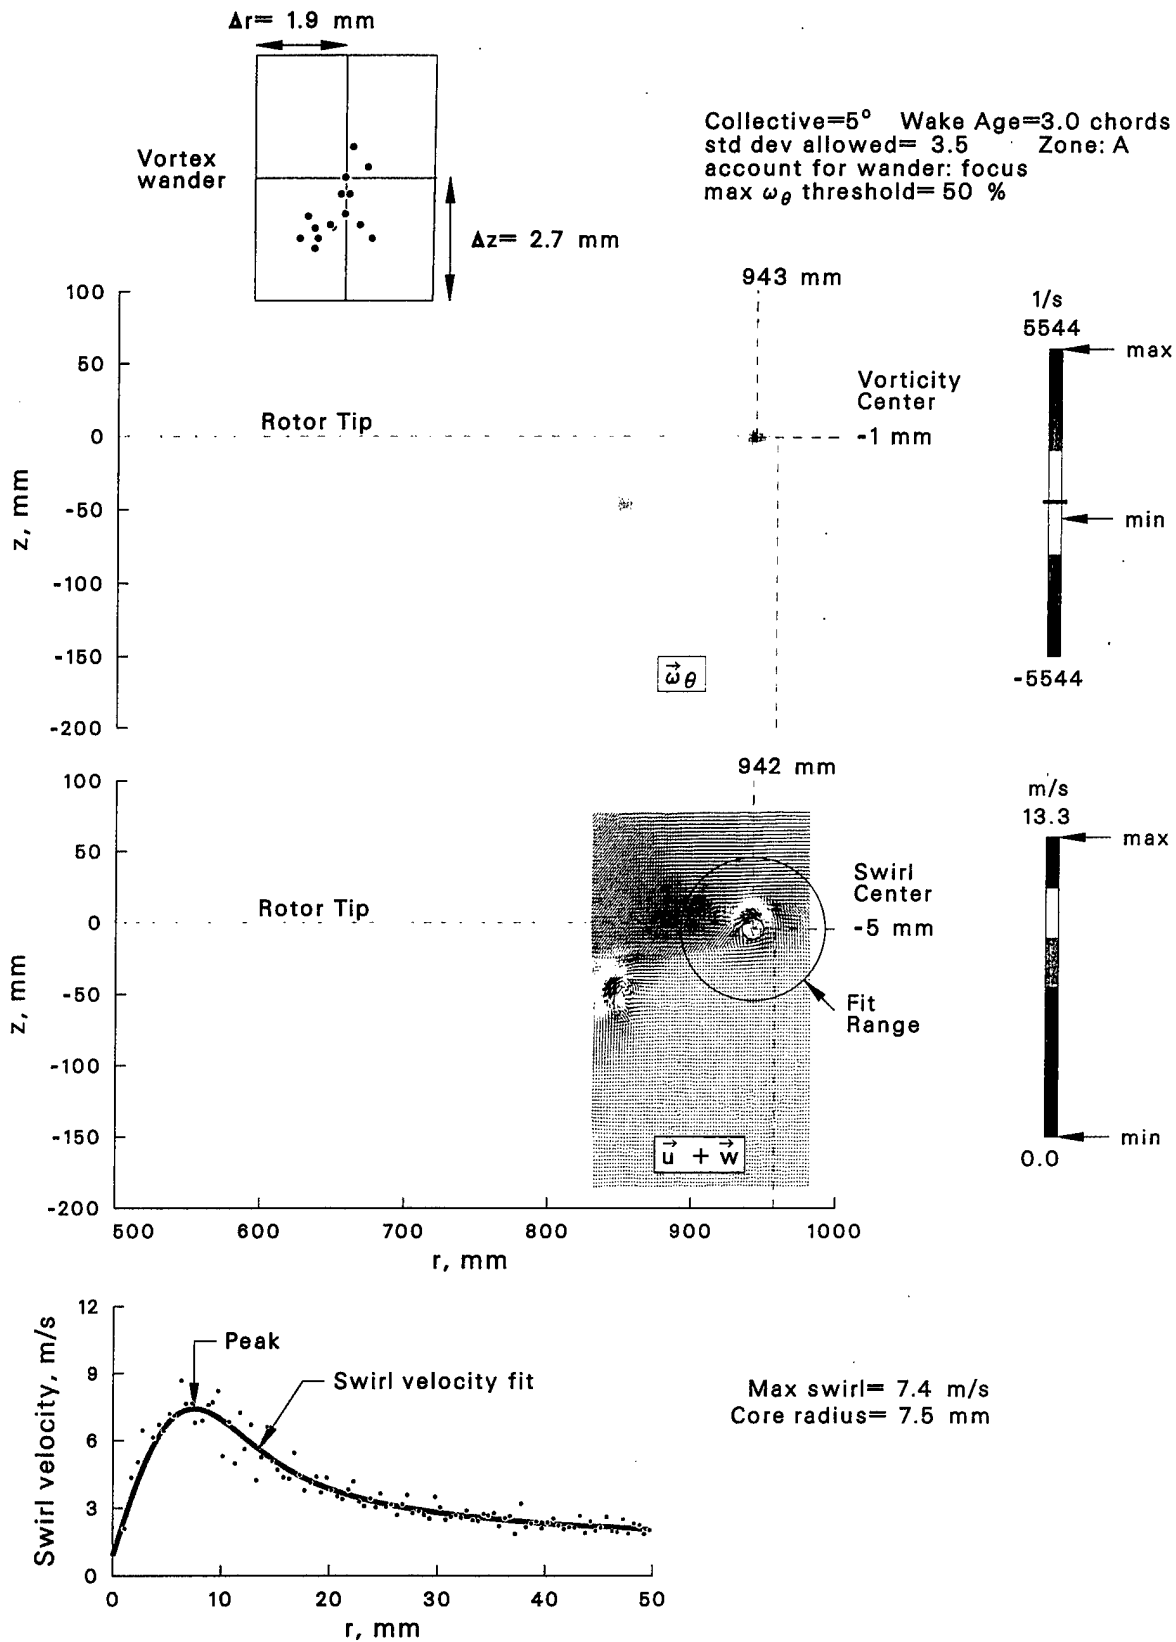 Δr= 1.9 mm
Vortex
wander
Δz= 2.7 mm
Collective=5° Wake Age=3.0 chords
std dev allowed= 3.5 Zone: A
account for wander: focus
max ωθ threshold= 50 %
943 mm
100
50
0
-50
-100
-150
-200
z, mm
Rotor Tip
Vorticity
Center
-1 mm
ωθ
1/s
5544
max
min
-5544
942 mm
100
50
0
-50
-100
-150
-200
z, mm
Rotor Tip
Swirl
Center
-5 mm
Fit
Range
u + w
m/s
13.3
max
min
0.0
500 600 700 800 900 1000
r, mm
12
9
6
3
0
Swirl velocity, m/s
Peak
Swirl velocity fit
Max swirl= 7.4 m/s
Core radius= 7.5 mm
0 10 20 30 40 50
r, mm